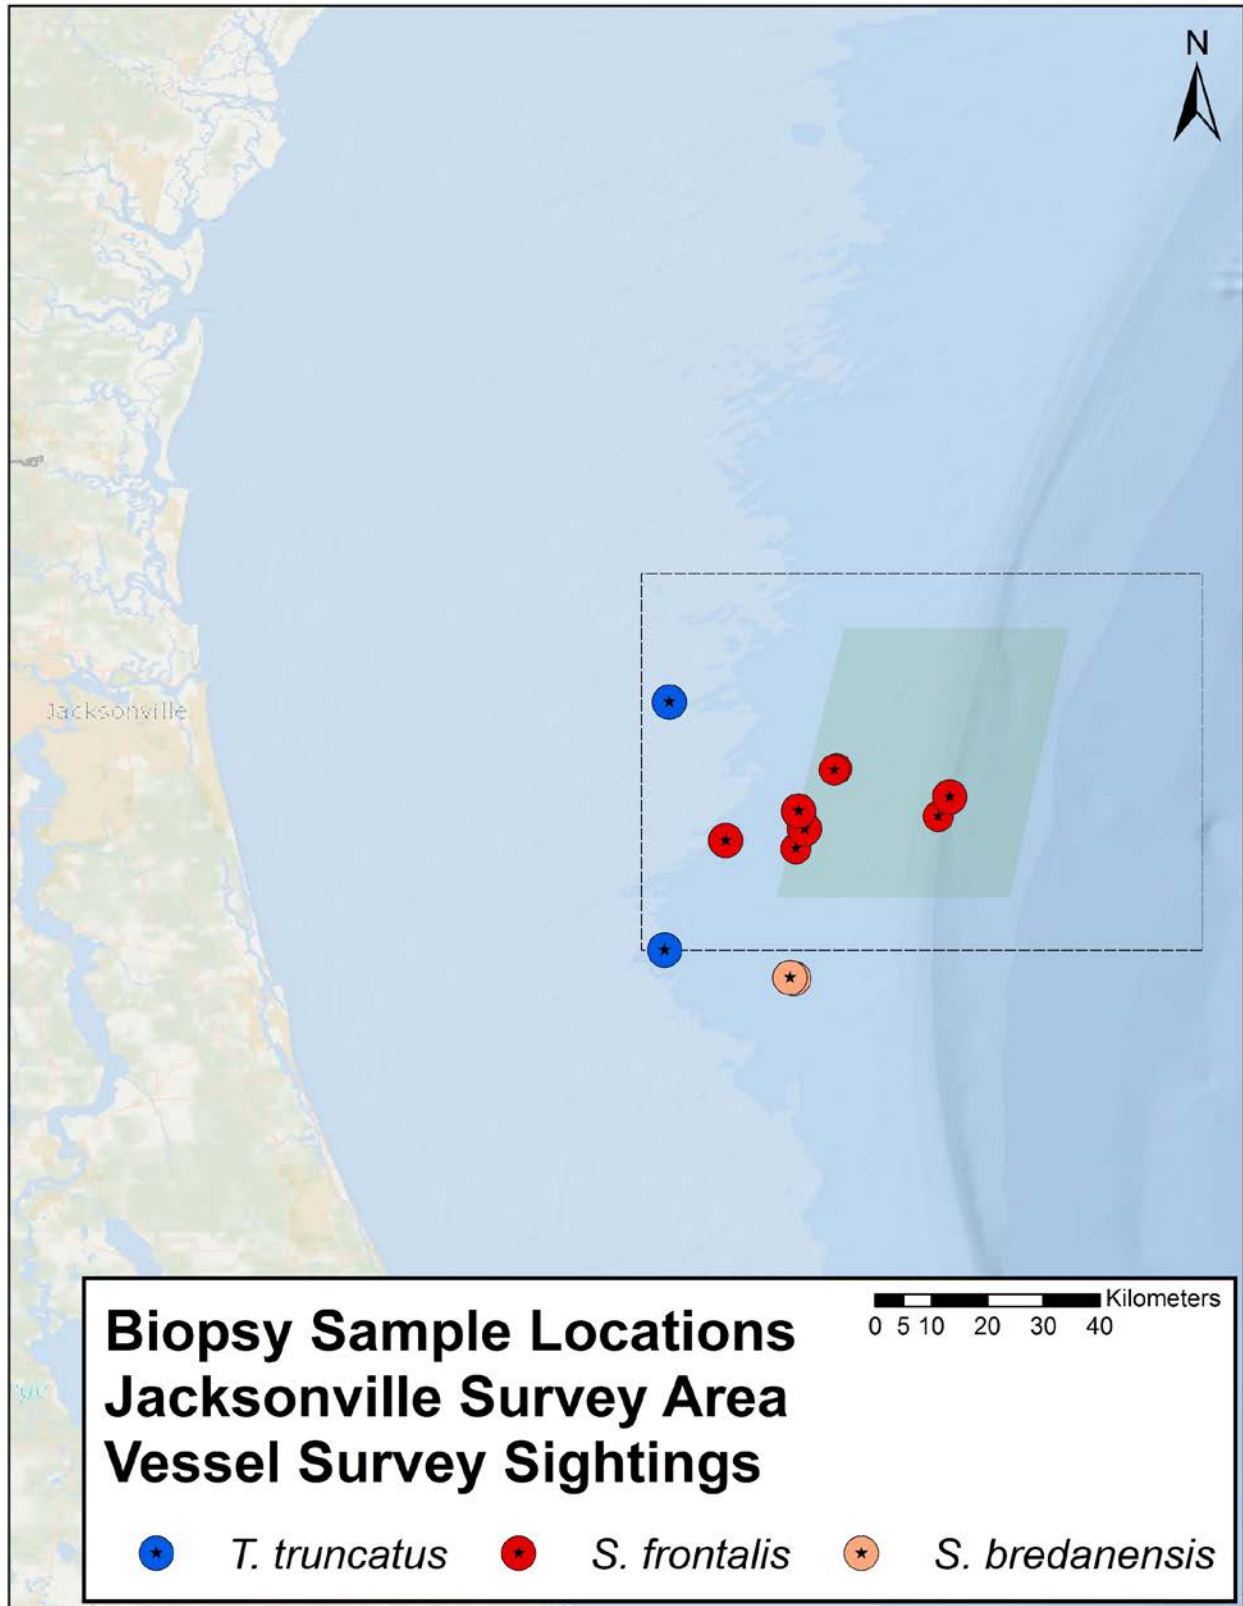 N
Jacksonville
Kilometers
0 5 10 20 30 40
Biopsy Sample Locations
Jacksonville Survey Area
Vessel Survey Sightings
T. truncatus S. frontalis S. bredanensis